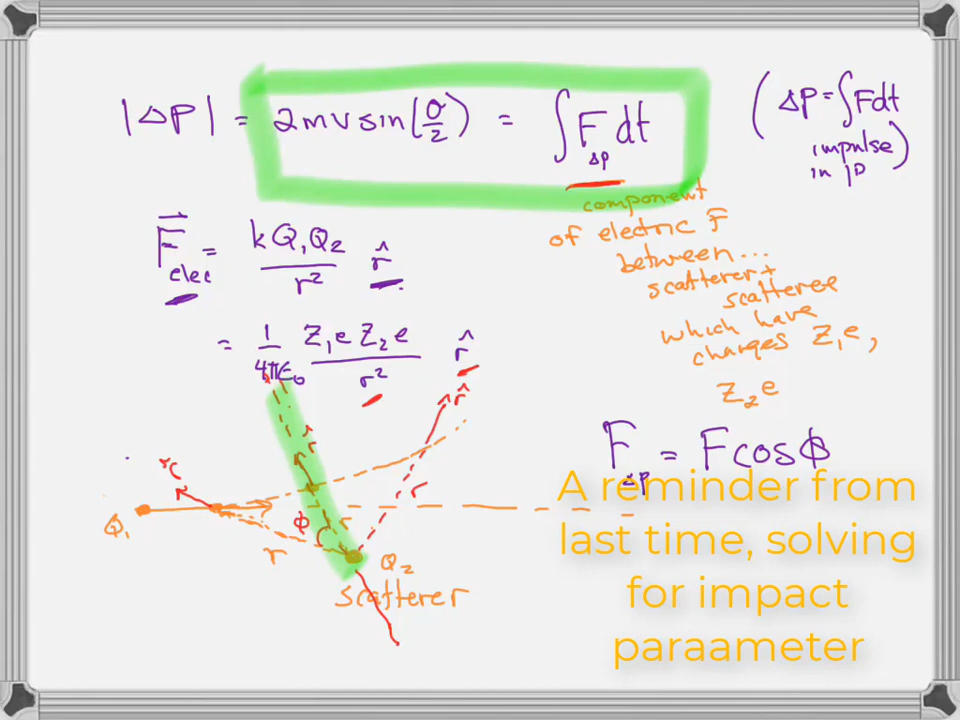 |ΔP| = 2mv sin(θ/2) = ∫F_Δp dt
(ΔP = ∫Fdt
impulse
in 1D)
component
of electric F
between...
scatterer +
scatteree
which have
charges Z₁e,
Z₂e
F⃗elec = kQ₁Q₂/r² r̂
= 1/4πε₀ Z₁e Z₂e/r² r̂
r̂
r̂
r̂
F_Δp = Fcosϕ
ϕ
r
r
r
Q₁
Q₂
scatterer
A reminder from
last time, solving
for impact
paraameter